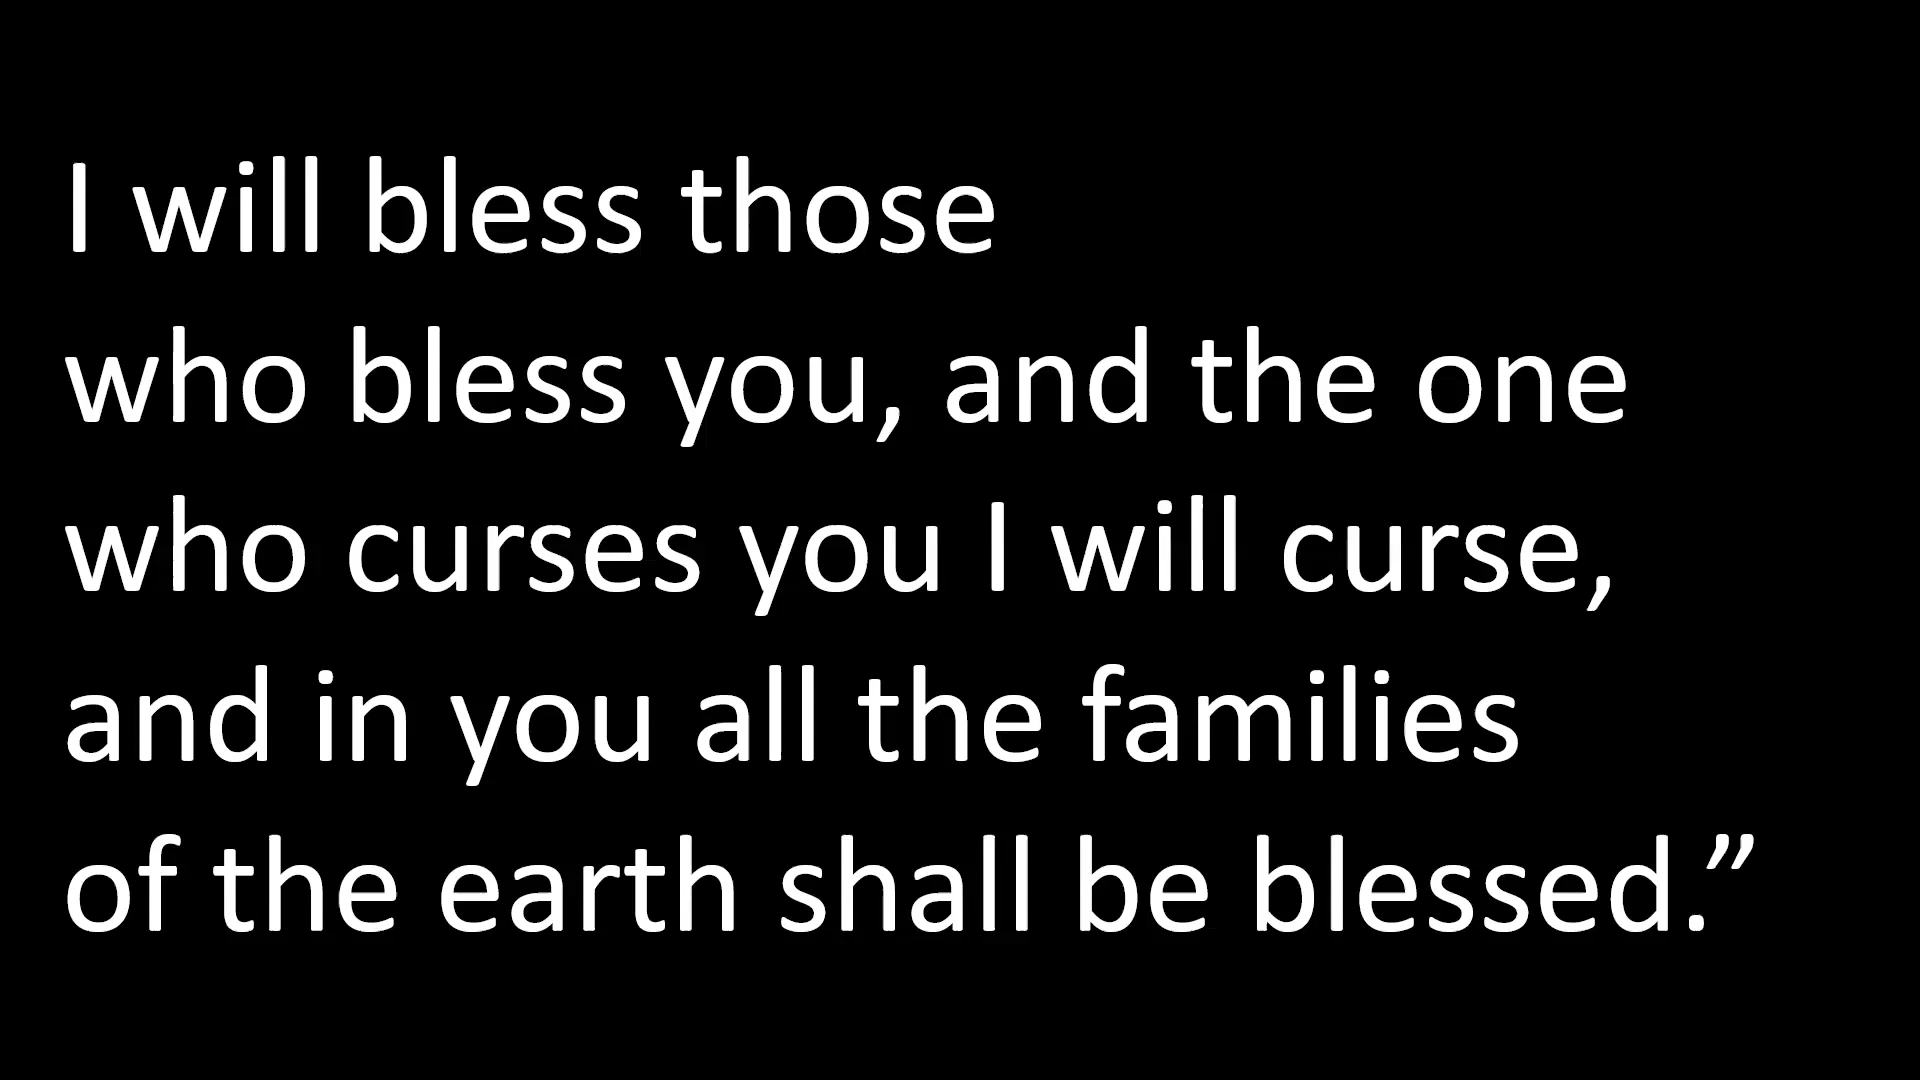 I will bless those
who bless you, and the one
who curses you I will curse,
and in you all the families
of the earth shall be blessed.”